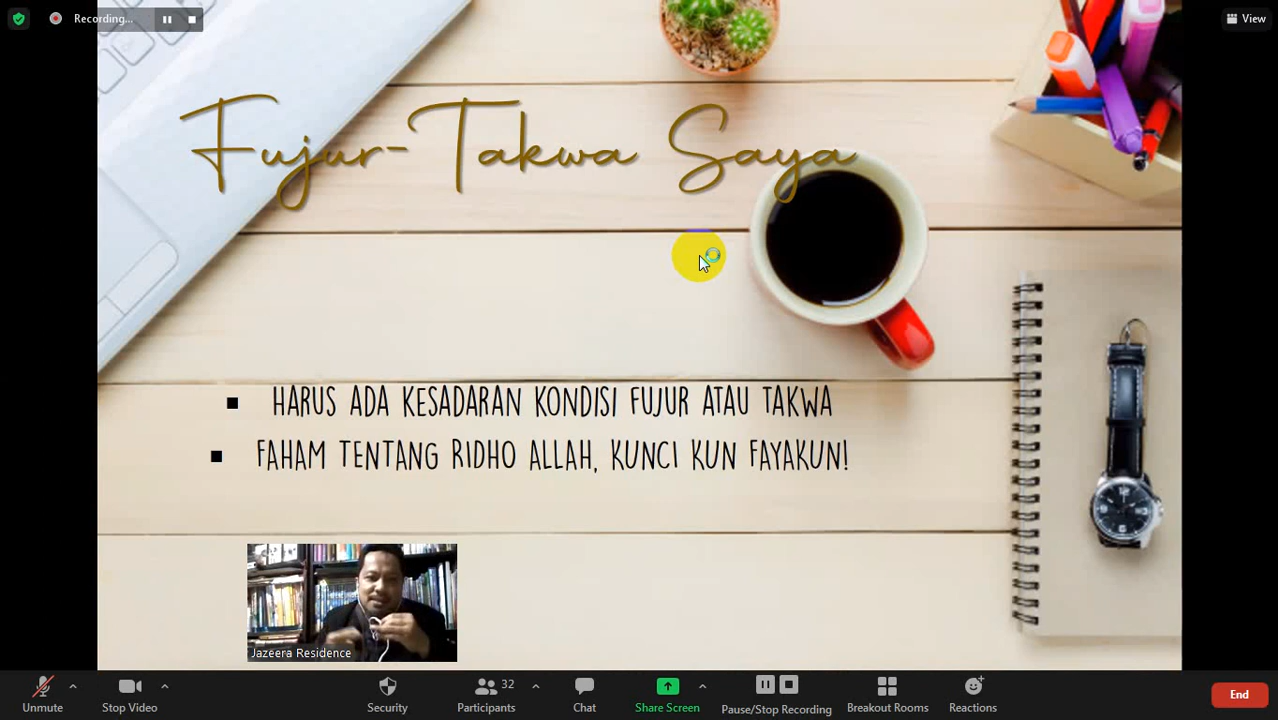 Recording...
View
Fujur-Takwa Saya
▪ HARUS ADA KESADARAN KONDISI FUJUR ATAU TAKWA
▪ FAHAM TENTANG RIDHO ALLAH, KUNCI KUN FAYAKUN!
Jazeera Residence
Unmute
Stop Video
Security
32
Participants
Chat
Share Screen
Pause/Stop Recording
Breakout Rooms
Reactions
End